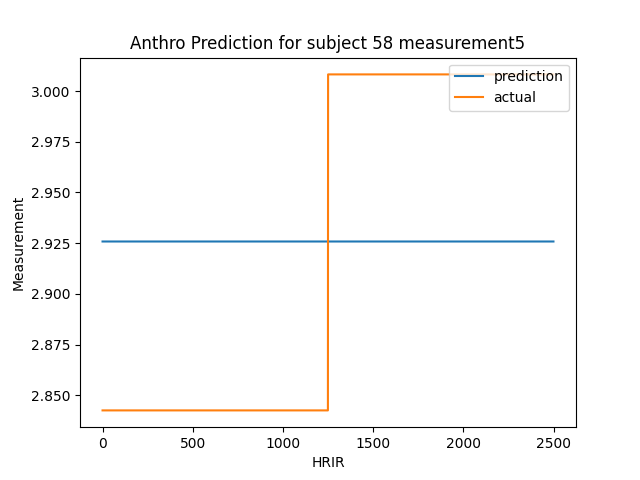 Anthro Prediction for subject 58 measurement5
prediction
actual
3.000
2.975
2.950
2.925
2.900
2.875
2.850
Measurement
0 500 1000 1500 2000 2500
HRIR